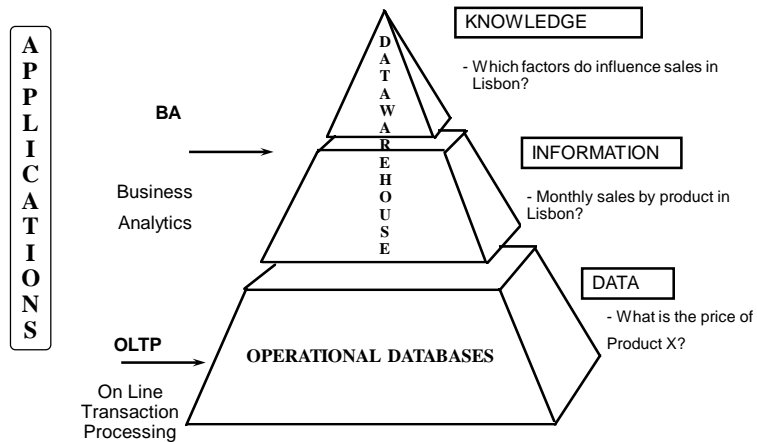 APPLICATIONS
DATAWAREHOUSE
KNOWLEDGE
- Which factors do influence sales in
Lisbon?
BA
Business
Analytics
INFORMATION
- Monthly sales by product in
Lisbon?
DATA
- What is the price of
Product X?
OLTP
On Line
Transaction
Processing
OPERATIONAL DATABASES